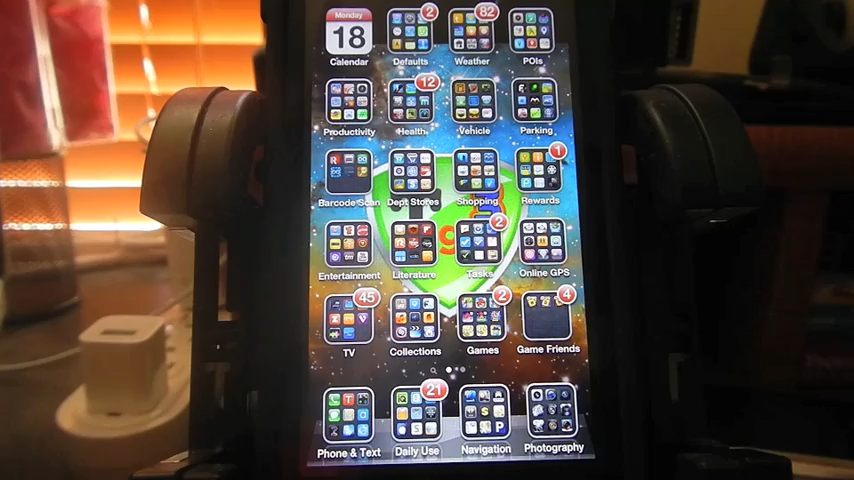 Monday
18
2
82
Calendar
Defaults
Weather
POIs
12
Productivity
Health
Vehicle
Parking
1
Barcode Scan
Dept Stores
Shopping
Rewards
2
Entertainment
Literature
Tasks
Online GPS
45
2
4
TV
Collections
Games
Game Friends
21
Phone & Text
Daily Use
Navigation
Photography